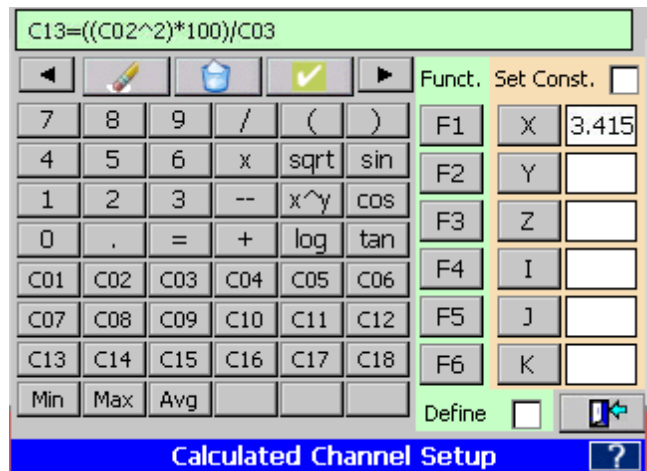 C13=((C02^2)*100)/C03
Funct. Set Const.
7 8 9 / ( ) F1 X 3.415
4 5 6 x sqrt sin F2 Y
1 2 3 -- x^y cos F3 Z
0 . = + log tan
C01 C02 C03 C04 C05 C06 F4 I
C07 C08 C09 C10 C11 C12 F5 J
C13 C14 C15 C16 C17 C18 F6 K
Min Max Avg Define
Calculated Channel Setup ?